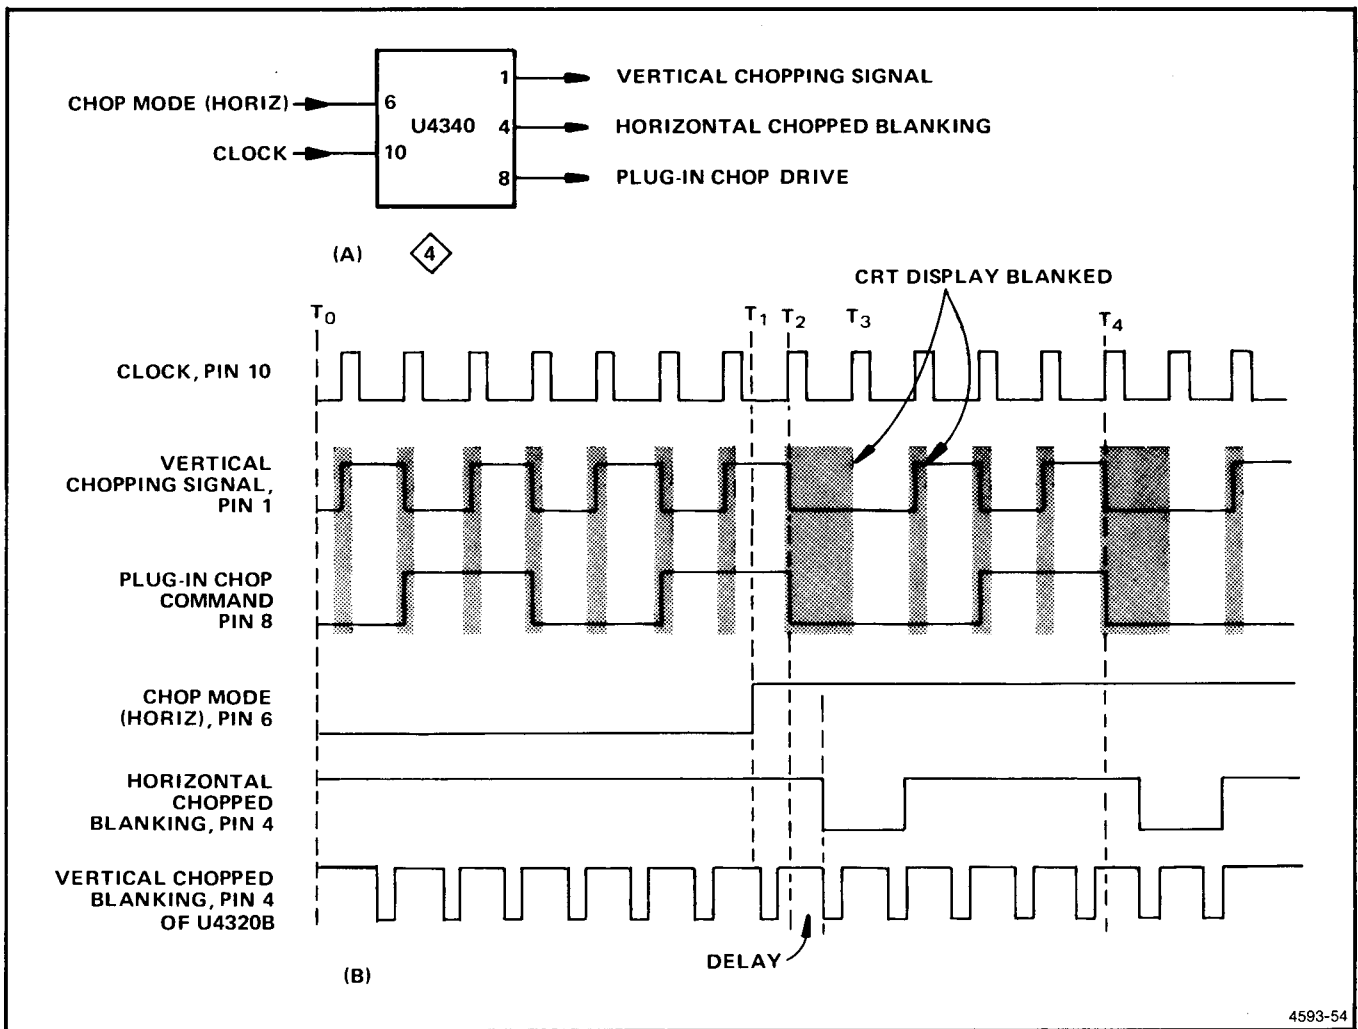 1 VERTICAL CHOPPING SIGNAL
CHOP MODE (HORIZ) 6
U4340 4 HORIZONTAL CHOPPED BLANKING
CLOCK 10
8 PLUG-IN CHOP DRIVE
(A) 4
CRT DISPLAY BLANKED
T0 T1 T2 T3 T4
CLOCK, PIN 10
VERTICAL
CHOPPING SIGNAL,
PIN 1
PLUG-IN CHOP
COMMAND
PIN 8
CHOP MODE
(HORIZ), PIN 6
HORIZONTAL
CHOPPED
BLANKING, PIN 4
VERTICAL CHOPPED
BLANKING, PIN 4
OF U4320B
DELAY
(B)
4593-54